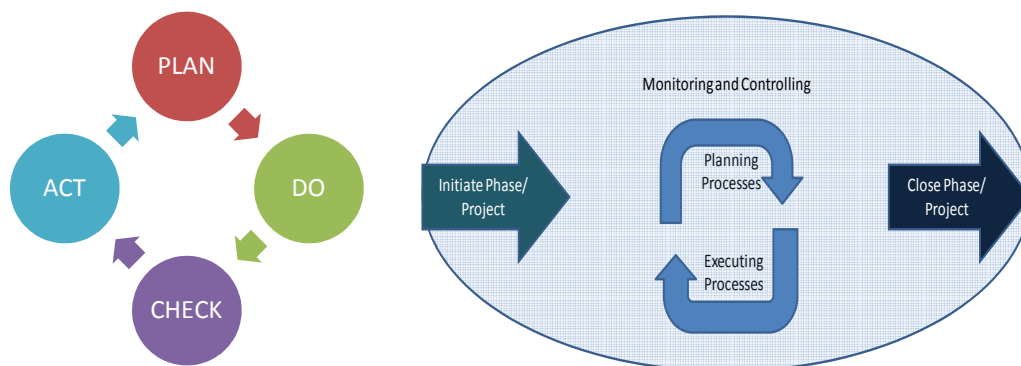 PLAN
DO
CHECK
ACT
Monitoring and Controlling
Initiate Phase/
Project
Planning
Processes
Executing
Processes
Close Phase/
Project